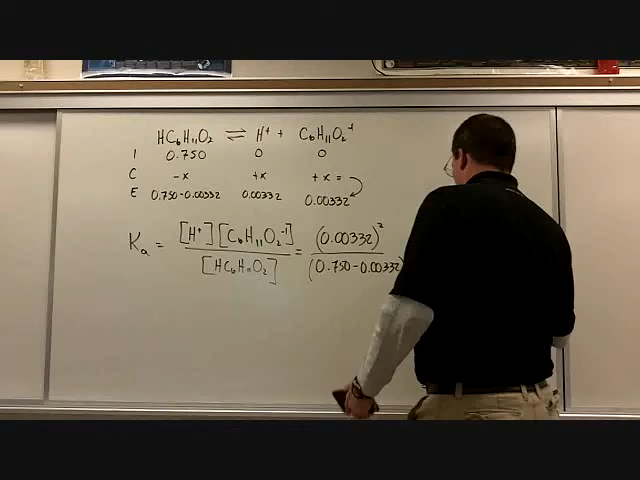 HC₆H₁₁O₂ ⇌ H⁺ + C₆H₁₁O₂⁻¹
I 0.750 0 0
C -x +x +x =
E 0.750-0.00332 0.00332 0.00332
Kₐ = [H⁺][C₆H₁₁O₂⁻¹] / [HC₆H₁₁O₂] = (0.00332)² / (0.750-0.00332)